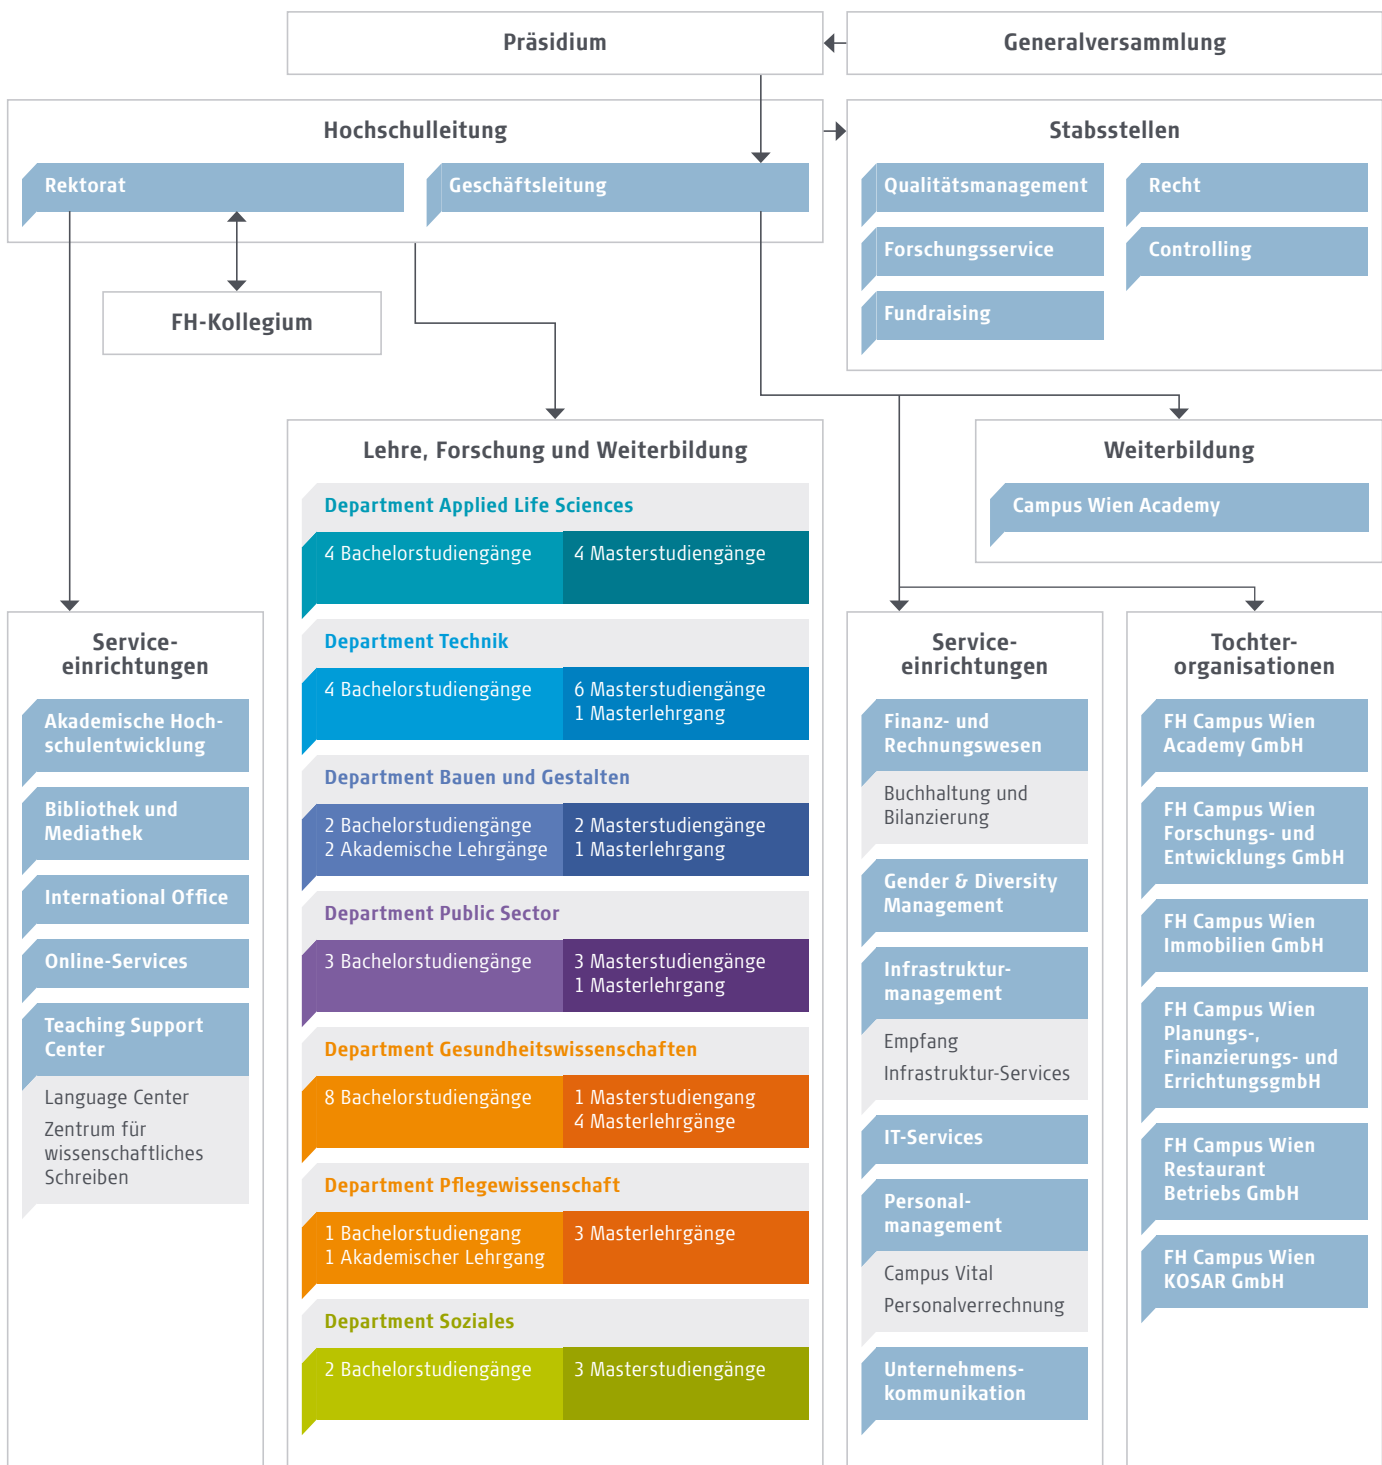 Präsidium
Generalversammlung
Hochschulleitung
Rektorat
Geschäftsleitung
Stabsstellen
Qualitätsmanagement
Recht
Forschungsservice
Controlling
Fundraising
FH-Kollegium
Lehre, Forschung und Weiterbildung
Department Applied Life Sciences
4 Bachelorstudiengänge
4 Masterstudiengänge
Department Technik
4 Bachelorstudiengänge
6 Masterstudiengänge
1 Masterlehrgang
Department Bauen und Gestalten
2 Bachelorstudiengänge
2 Akademische Lehrgänge
2 Masterstudiengänge
1 Masterlehrgang
Department Public Sector
3 Bachelorstudiengänge
3 Masterstudiengänge
1 Masterlehrgang
Department Gesundheitswissenschaften
8 Bachelorstudiengänge
1 Masterstudiengang
4 Masterlehrgänge
Department Pflegewissenschaft
1 Bachelorstudiengang
1 Akademischer Lehrgang
3 Masterlehrgänge
Department Soziales
2 Bachelorstudiengänge
3 Masterstudiengänge
Weiterbildung
Campus Wien Academy
Service-
einrichtungen
Akademische Hoch-
schulentwicklung
Bibliothek und
Mediathek
International Office
Online-Services
Teaching Support
Center
Language Center
Zentrum für
wissenschaftliches
Schreiben
Service-
einrichtungen
Finanz- und
Rechnungswesen
Buchhaltung und
Bilanzierung
Gender & Diversity
Management
Infrastruktur-
management
Empfang
Infrastruktur-Services
IT-Services
Personal-
management
Campus Vital
Personalverrechnung
Unternehmens-
kommunikation
Tochter-
organisationen
FH Campus Wien
Academy GmbH
FH Campus Wien
Forschungs- und
Entwicklungs GmbH
FH Campus Wien
Immobilien GmbH
FH Campus Wien
Planungs-,
Finanzierungs- und
ErrichtungsgmbH
FH Campus Wien
Restaurant
Betriebs GmbH
FH Campus Wien
KOSAR GmbH